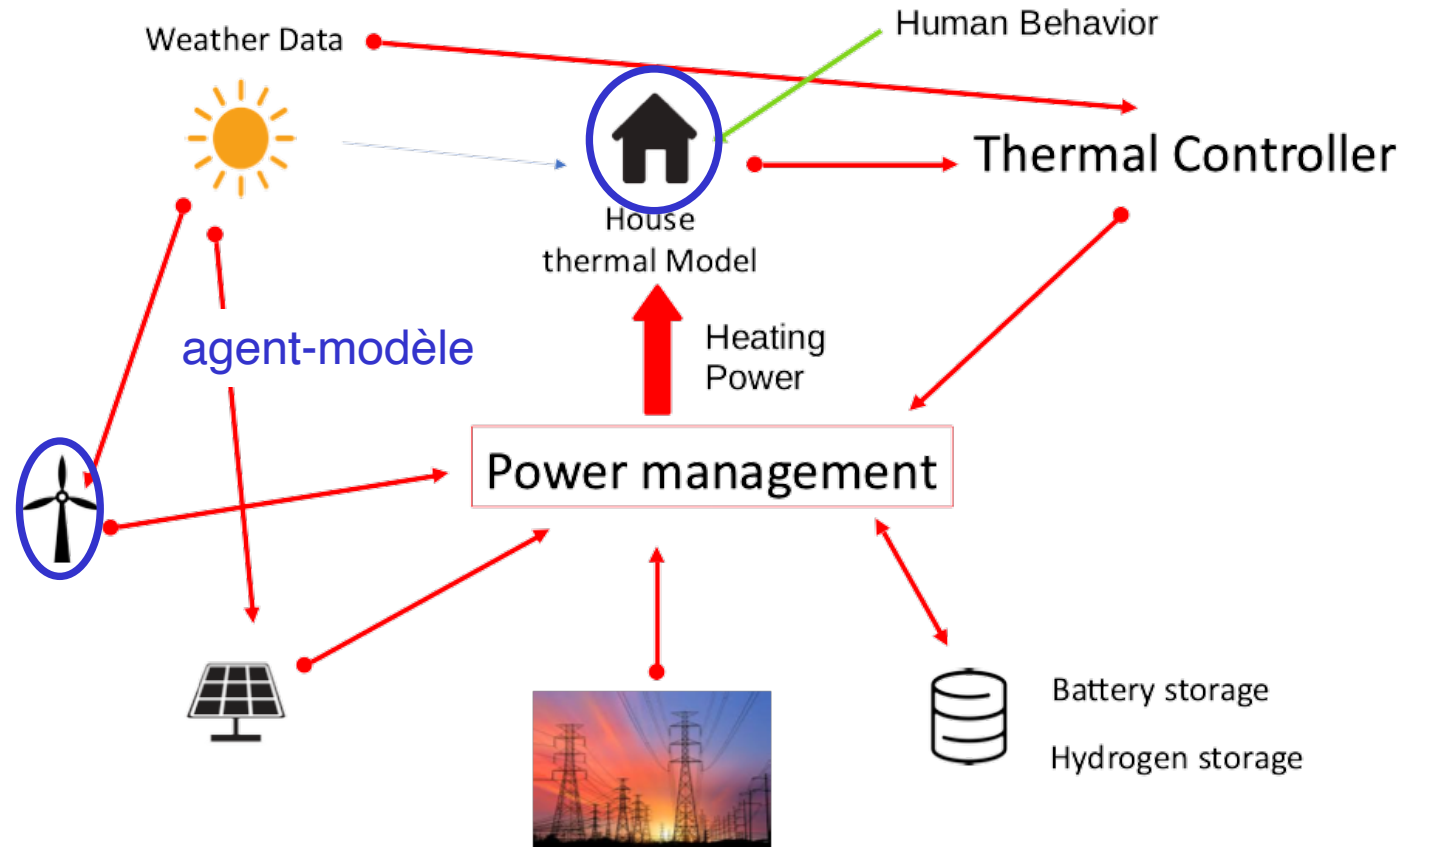 Human Behavior
Weather Data
Thermal Controller
House
thermal Model
agent-modèle
Heating
Power
Power management
Battery storage
Hydrogen storage